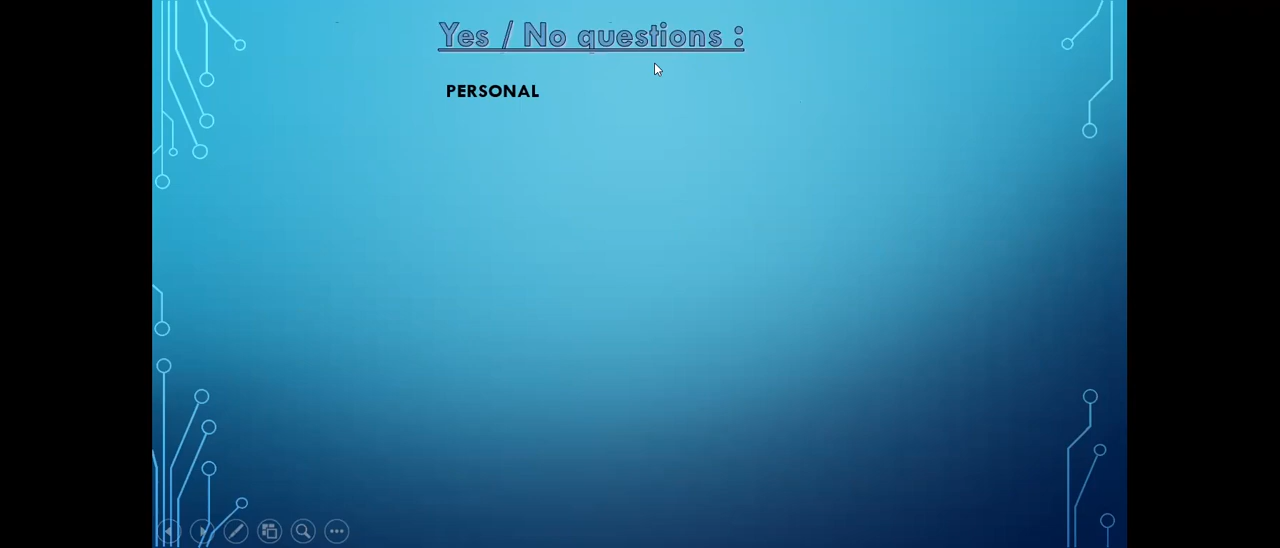 Yes / No questions :
PERSONAL